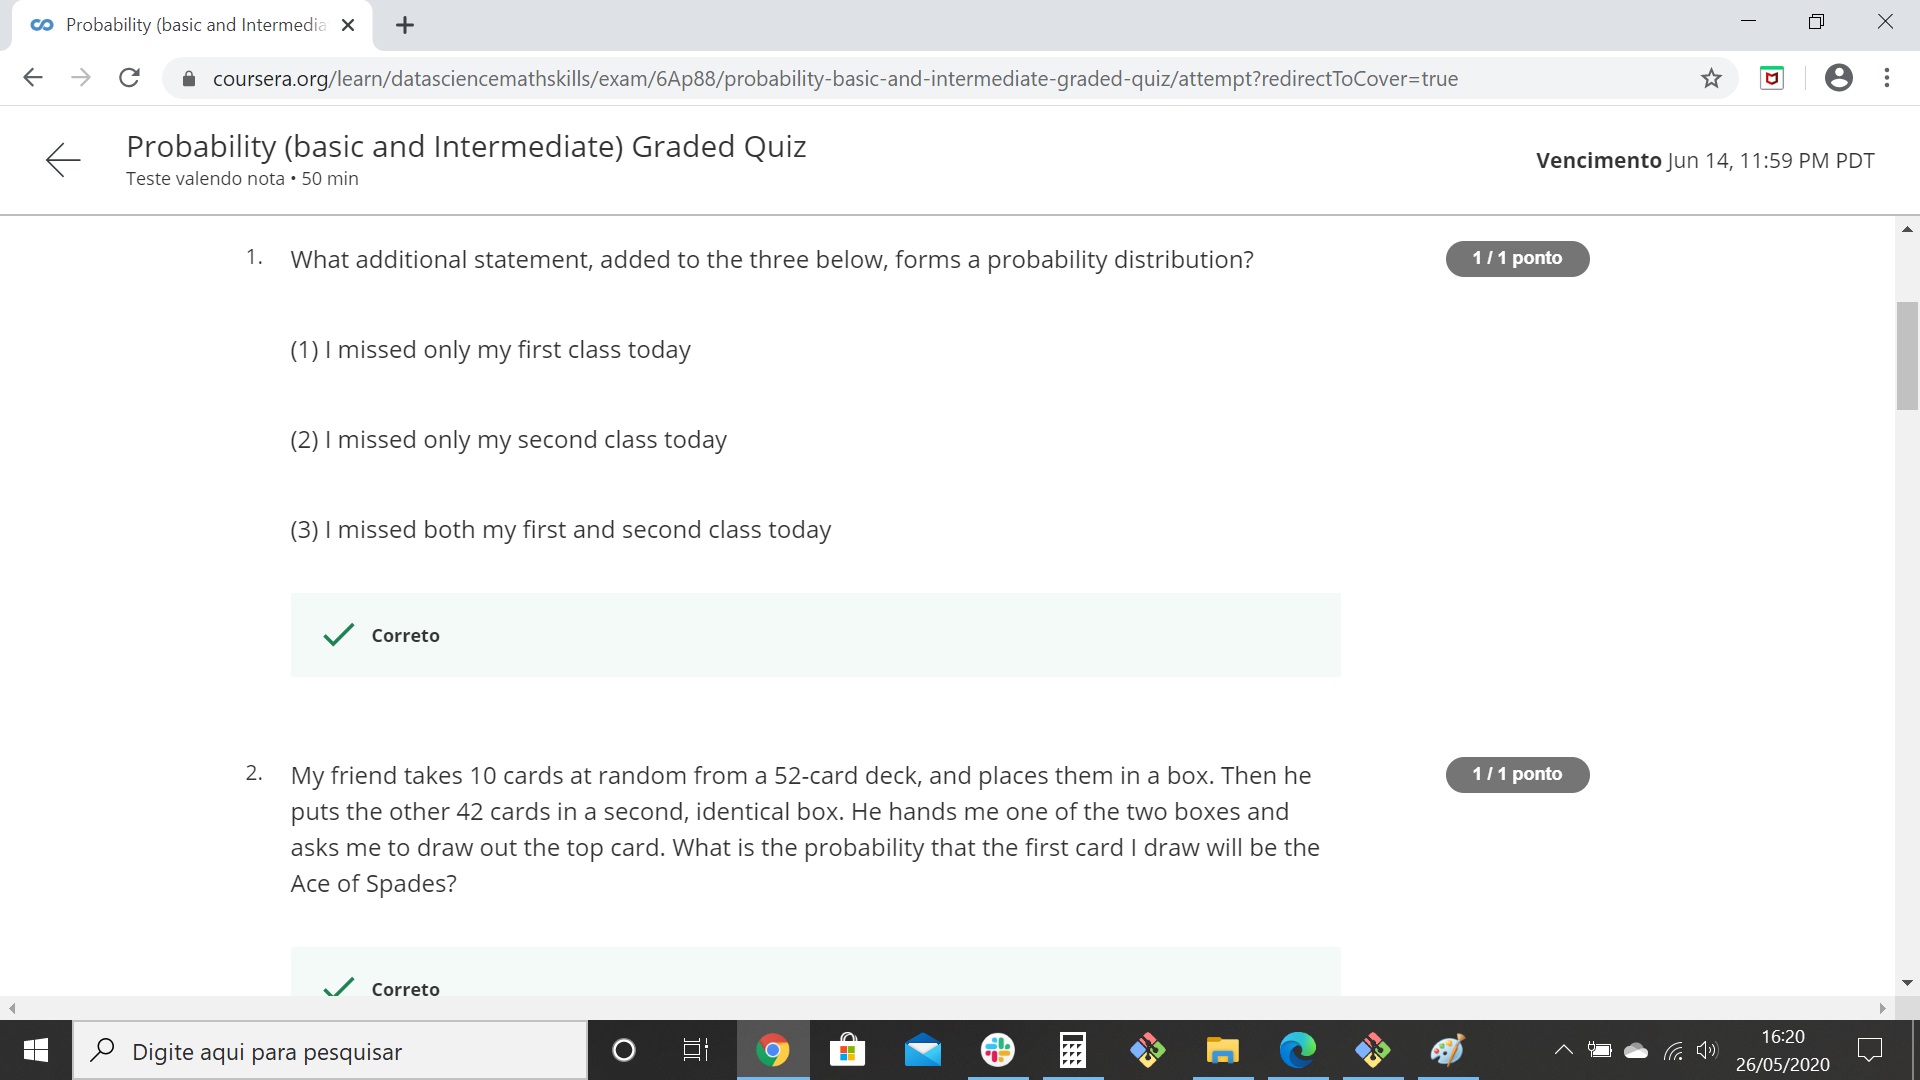 Probability (basic and Intermedia
coursera.org/learn/datasciencemathskills/exam/6Ap88/probability-basic-and-intermediate-graded-quiz/attempt?redirectToCover=true
Probability (basic and Intermediate) Graded Quiz
Teste valendo nota • 50 min
Vencimento Jun 14, 11:59 PM PDT
1. What additional statement, added to the three below, forms a probability distribution?
1 / 1 ponto
(1) I missed only my first class today
(2) I missed only my second class today
(3) I missed both my first and second class today
Correto
2. My friend takes 10 cards at random from a 52-card deck, and places them in a box. Then he
1 / 1 ponto
puts the other 42 cards in a second, identical box. He hands me one of the two boxes and
asks me to draw out the top card. What is the probability that the first card I draw will be the
Ace of Spades?
Correto
Digite aqui para pesquisar
16:20
26/05/2020